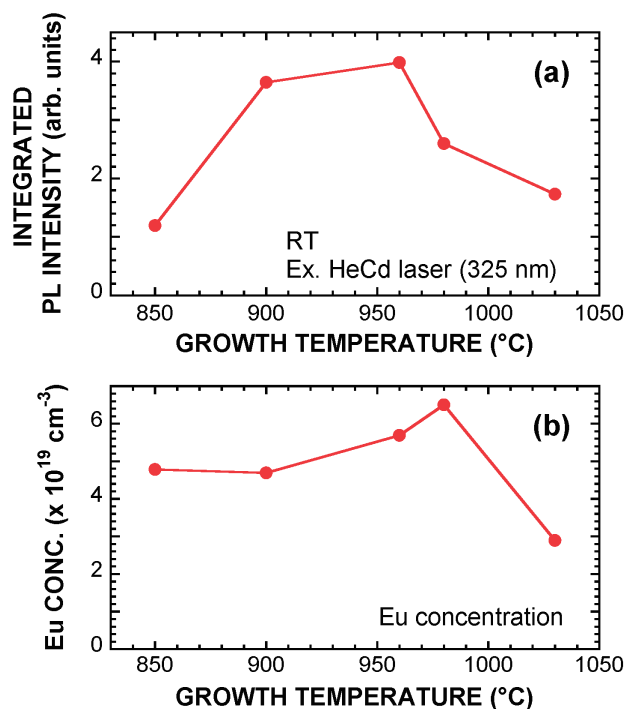 INTEGRATED
PL INTENSITY (arb. units)
4
2
0
(a)
RT
Ex. HeCd laser (325 nm)
850 900 950 1000 1050
GROWTH TEMPERATURE (°C)
Eu CONC. (x 10¹⁹ cm⁻³)
6
4
2
0
(b)
Eu concentration
850 900 950 1000 1050
GROWTH TEMPERATURE (°C)